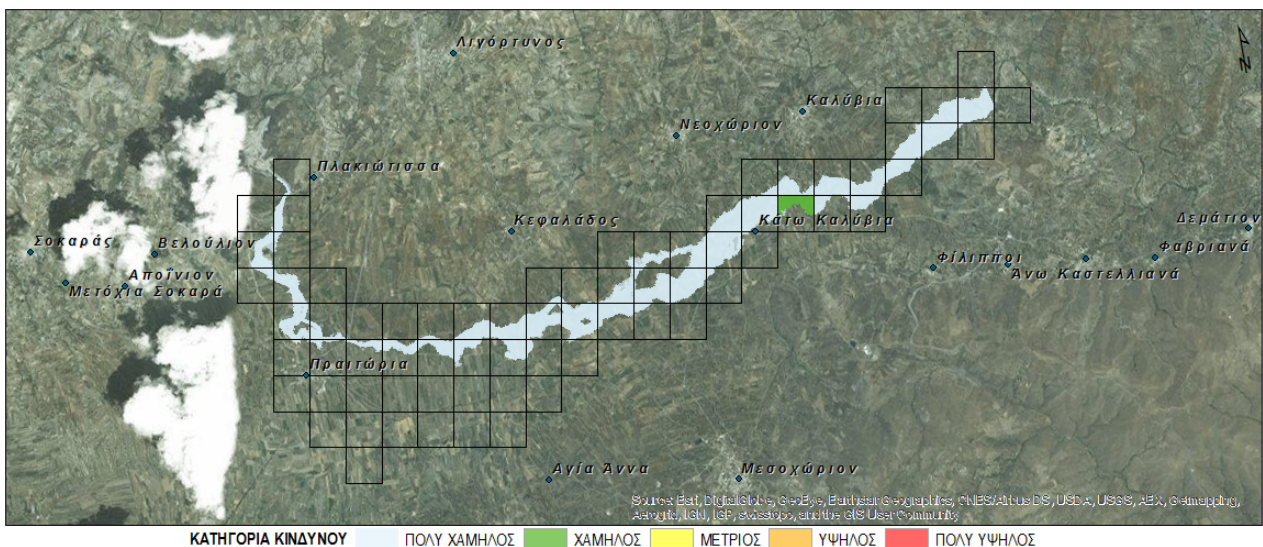 Λιγόρτυνος
Καλύβια
Νεοχώριον
Πλακιώτισσα
Κεφαλάδος
Κάτω Καλύβια
Δεμάτιον
Σοκαράς
Βελούλιον
Φαβριανά
Φίλιπποι
Άνω Καστελλιανά
Αποΐνιον
Μετόχια Σοκαρά
Πραιτώρια
Αγία Άννα
Μεσοχώριον
Source: Esri, DigitalGlobe, GeoEye, Earthstar Geographics, CNES/Airbus DS, USDA, USGS, AEX, Getmapping,
Aerogrid, IGN, IGP, swisstopo, and the GIS User Community
ΚΑΤΗΓΟΡΙΑ ΚΙΝΔΥΝΟΥ ΠΟΛΥ ΧΑΜΗΛΟΣ ΧΑΜΗΛΟΣ ΜΕΤΡΙΟΣ ΥΨΗΛΟΣ ΠΟΛΥ ΥΨΗΛΟΣ